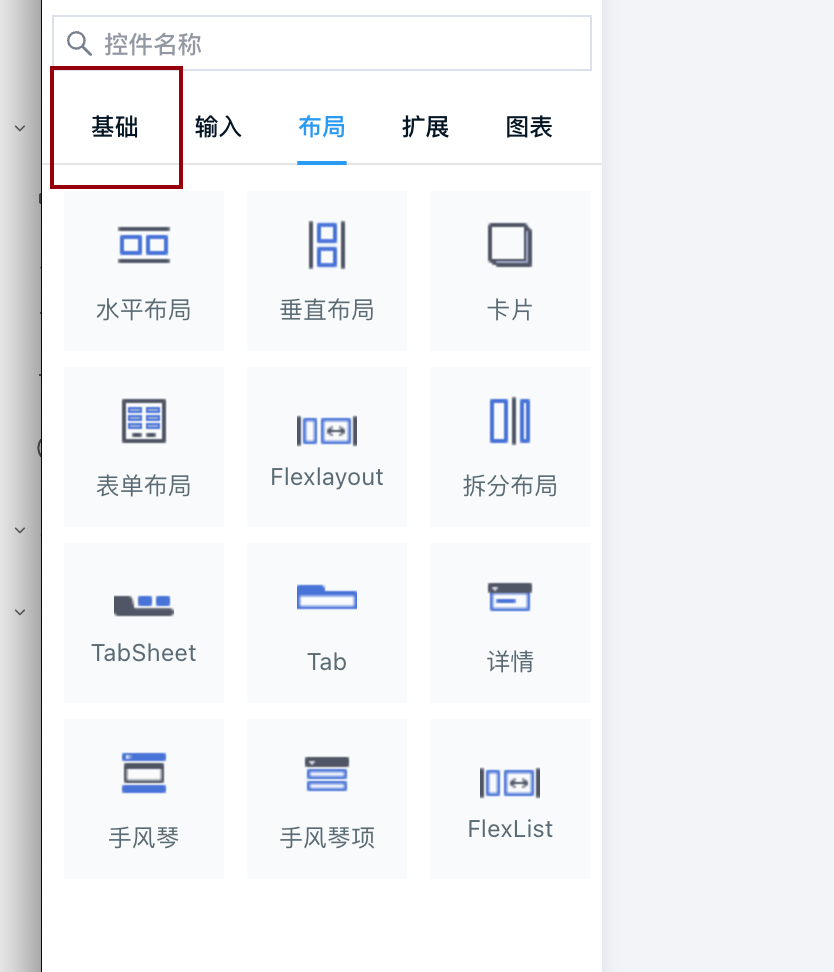 控件名称
基础 输入 布局 扩展 图表
水平布局 垂直布局 卡片
表单布局 Flexlayout 拆分布局
TabSheet Tab 详情
手风琴 手风琴项 FlexList